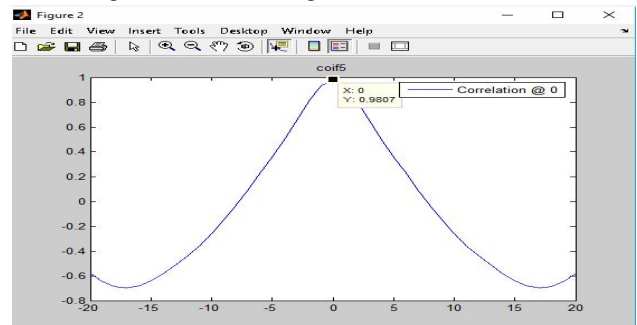 Figure 2
File Edit View Insert Tools Desktop Window Help
coif5
X: 0
Y: 0.9807
Correlation @ 0
1
0.8
0.6
0.4
0.2
0
-0.2
-0.4
-0.6
-0.8
-20 -15 -10 -5 0 5 10 15 20